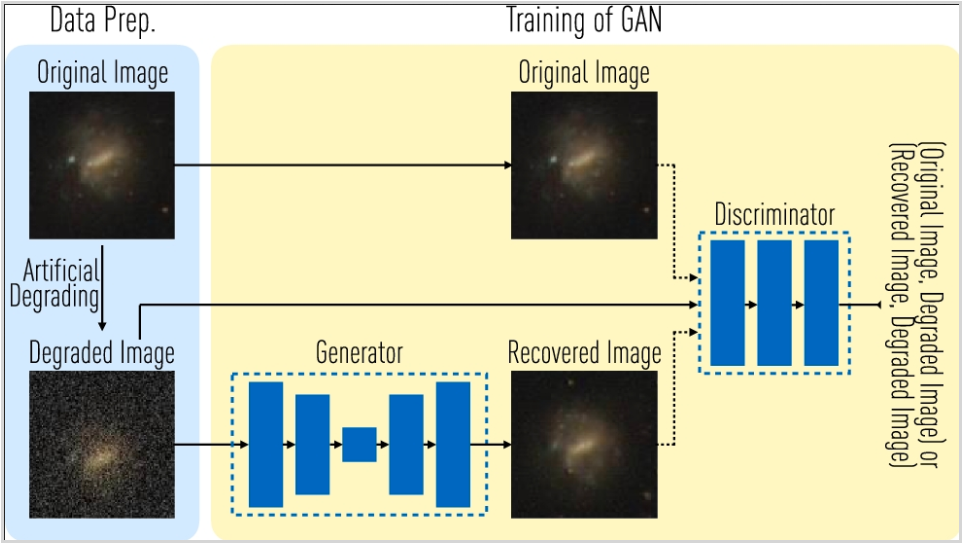 Data Prep.
Training of GAN
Original Image
Original Image
Artificial
Degrading
Degraded Image
Generator
Recovered Image
Discriminator
(Original Image, Degraded Image) or
(Recovered Image, Degraded Image)